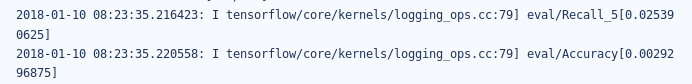 2018-01-10 08:23:35.216423: I tensorflow/core/kernels/logging_ops.cc:79] eval/Recall_5[0.02539
0625]
2018-01-10 08:23:35.220558: I tensorflow/core/kernels/logging_ops.cc:79] eval/Accuracy[0.00292
96875]